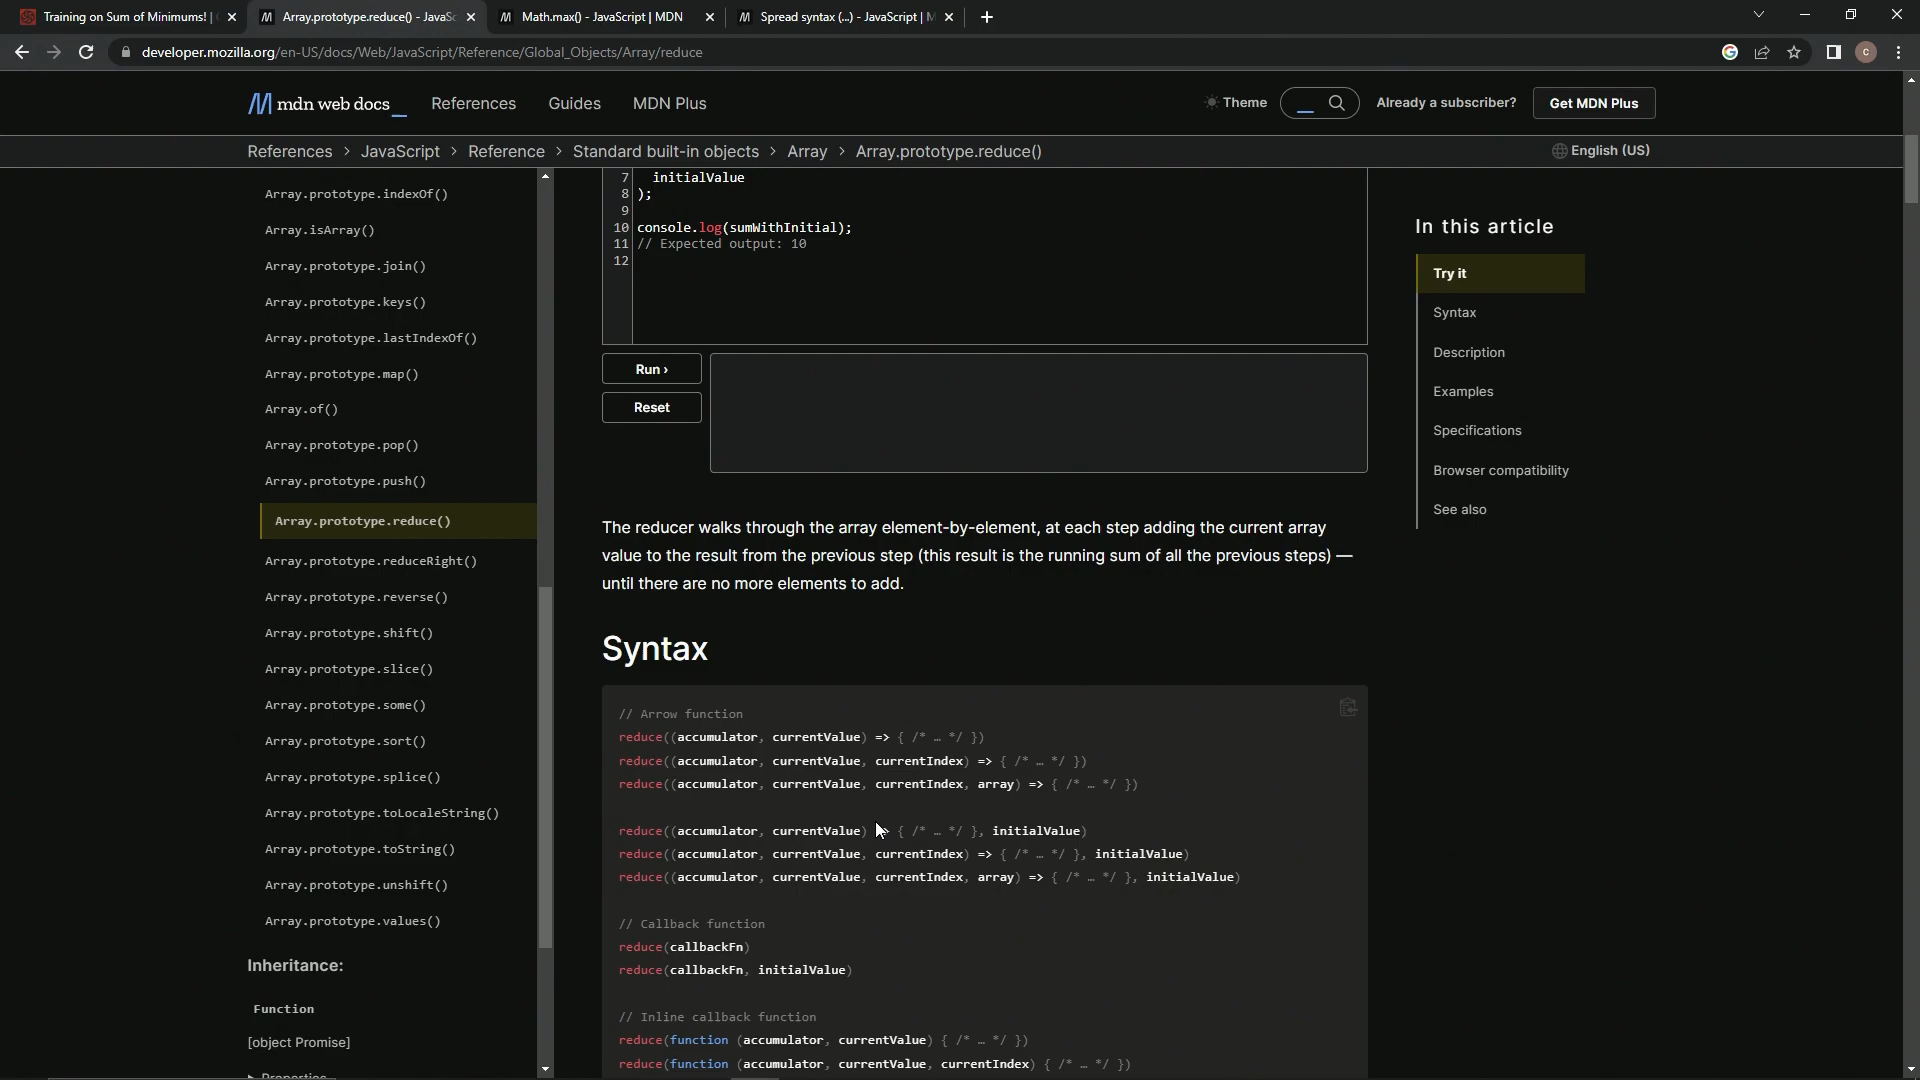 Training on Sum of Minimums! |
Array.prototype.reduce() - JavaSc
Math.max() - JavaScript | MDN
Spread syntax (...) - JavaScript | M
developer.mozilla.org/en-US/docs/Web/JavaScript/Reference/Global_Objects/Array/reduce
G
C
mdn web docs _
References
Guides
MDN Plus
Theme
Already a subscriber?
Get MDN Plus
References > JavaScript > Reference > Standard built-in objects > Array > Array.prototype.reduce()
English (US)
Array.prototype.indexOf()
Array.isArray()
Array.prototype.join()
Array.prototype.keys()
Array.prototype.lastIndexOf()
Array.prototype.map()
Array.of()
Array.prototype.pop()
Array.prototype.push()
Array.prototype.reduce()
Array.prototype.reduceRight()
Array.prototype.reverse()
Array.prototype.shift()
Array.prototype.slice()
Array.prototype.some()
Array.prototype.sort()
Array.prototype.splice()
Array.prototype.toLocaleString()
Array.prototype.toString()
Array.prototype.unshift()
Array.prototype.values()
Inheritance:
Function
[object Promise]
Properties
7 initialValue
8 );
9
10 console.log(sumWithInitial);
11 // Expected output: 10
12
Run ›
Reset
The reducer walks through the array element-by-element, at each step adding the current array
value to the result from the previous step (this result is the running sum of all the previous steps) —
until there are no more elements to add.
Syntax
// Arrow function
reduce((accumulator, currentValue) => { /* … */ })
reduce((accumulator, currentValue, currentIndex) => { /* … */ })
reduce((accumulator, currentValue, currentIndex, array) => { /* … */ })
reduce((accumulator, currentValue) => { /* … */ }, initialValue)
reduce((accumulator, currentValue, currentIndex) => { /* … */ }, initialValue)
reduce((accumulator, currentValue, currentIndex, array) => { /* … */ }, initialValue)
// Callback function
reduce(callbackFn)
reduce(callbackFn, initialValue)
// Inline callback function
reduce(function (accumulator, currentValue) { /* … */ })
reduce(function (accumulator, currentValue, currentIndex) { /* … */ })
In this article
Try it
Syntax
Description
Examples
Specifications
Browser compatibility
See also